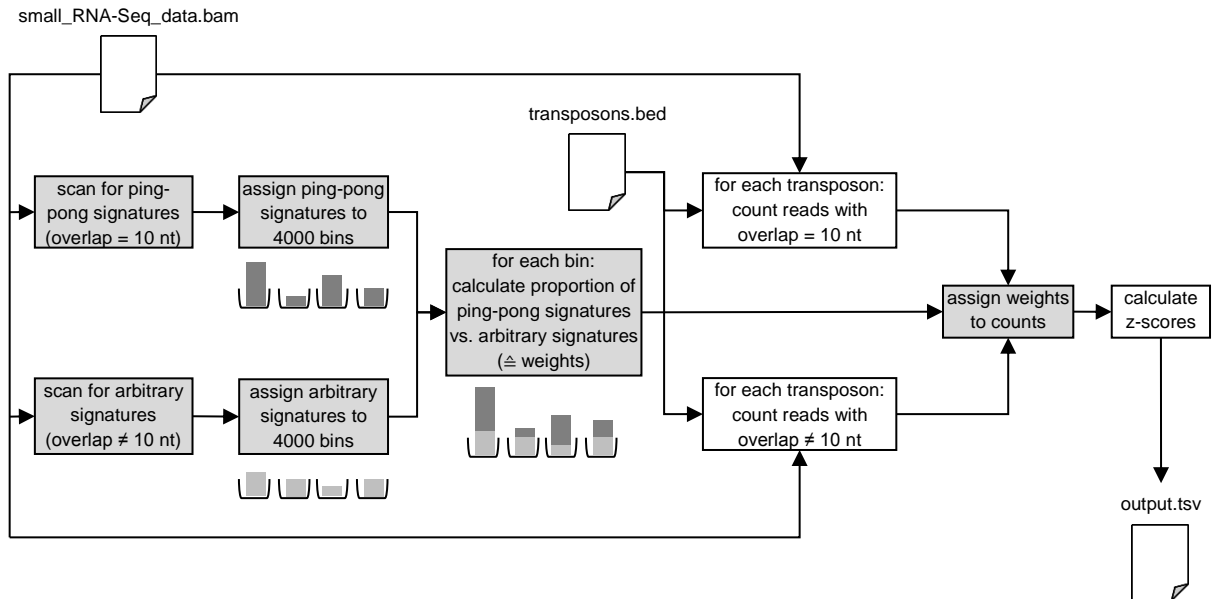 small_RNA-Seq_data.bam
transposons.bed
scan for ping-
pong signatures
(overlap = 10 nt)
assign ping-pong
signatures to
4000 bins
for each transposon:
count reads with
overlap = 10 nt
for each bin:
calculate proportion of
ping-pong signatures
vs. arbitrary signatures
(≙ weights)
assign weights
to counts
calculate
z-scores
scan for arbitrary
signatures
(overlap ≠ 10 nt)
assign arbitrary
signatures to
4000 bins
for each transposon:
count reads with
overlap ≠ 10 nt
output.tsv